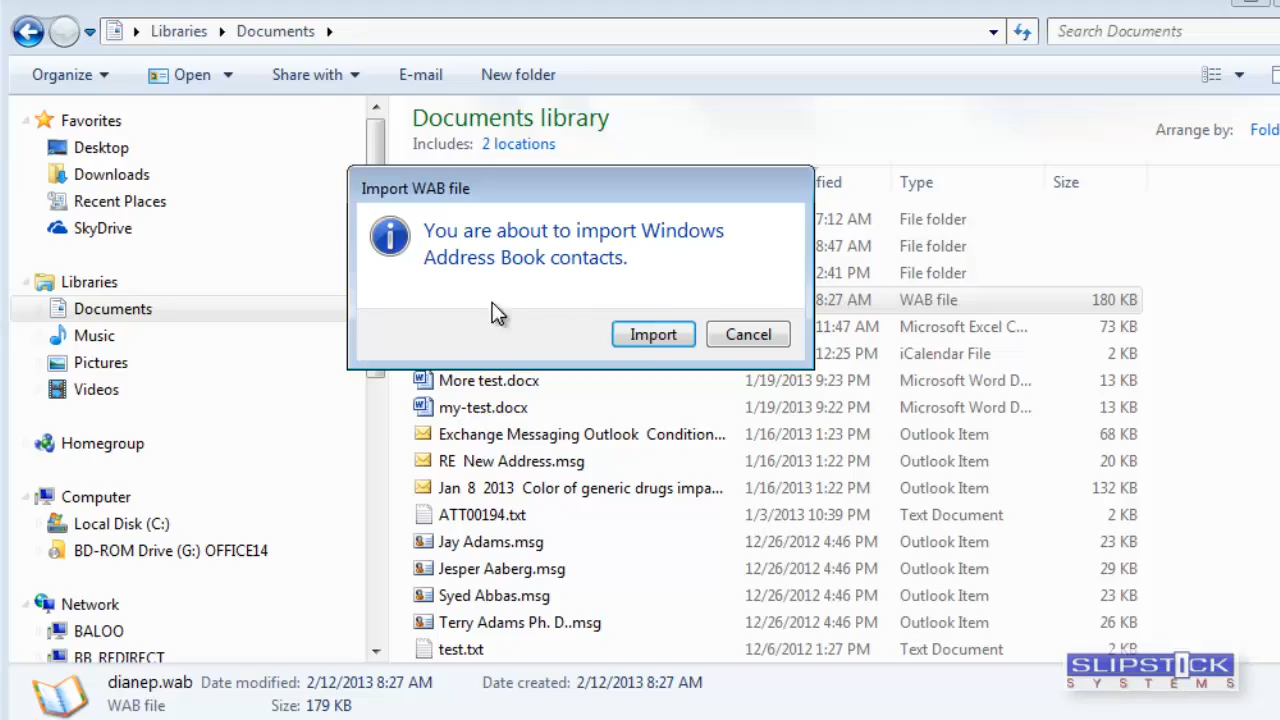 Libraries Documents
Search Documents
Organize Open Share with E-mail New folder
Favorites
Desktop
Downloads
Recent Places
SkyDrive
Libraries
Documents
Music
Pictures
Videos
Homegroup
Computer
Local Disk (C:)
BD-ROM Drive (G:) OFFICE14
Network
BALOO
BB_REDIRECT
Documents library
Includes: 2 locations
Arrange by: Fold
fied Type Size
7:12 AM File folder
8:47 AM File folder
2:41 PM File folder
8:27 AM WAB file 180 KB
11:47 AM Microsoft Excel C... 73 KB
12:25 PM iCalendar File 2 KB
More test.docx 1/19/2013 9:23 PM Microsoft Word D... 13 KB
my-test.docx 1/19/2013 9:22 PM Microsoft Word D... 13 KB
Exchange Messaging Outlook Condition... 1/16/2013 1:23 PM Outlook Item 68 KB
RE New Address.msg 1/16/2013 1:22 PM Outlook Item 20 KB
Jan 8 2013 Color of generic drugs impa... 1/16/2013 1:22 PM Outlook Item 132 KB
ATT00194.txt 1/3/2013 10:39 PM Text Document 2 KB
Jay Adams.msg 12/26/2012 4:46 PM Outlook Item 23 KB
Jesper Aaberg.msg 12/26/2012 4:46 PM Outlook Item 29 KB
Syed Abbas.msg 12/26/2012 4:46 PM Outlook Item 23 KB
Terry Adams Ph. D..msg 12/26/2012 4:46 PM Outlook Item 26 KB
test.txt 12/6/2012 1:27 PM Text Document 2 KB
Import WAB file
You are about to import Windows
Address Book contacts.
Import Cancel
dianep.wab Date modified: 2/12/2013 8:27 AM Date created: 2/12/2013 8:27 AM
WAB file Size: 179 KB
SLIPSTICK
SYSTEMS